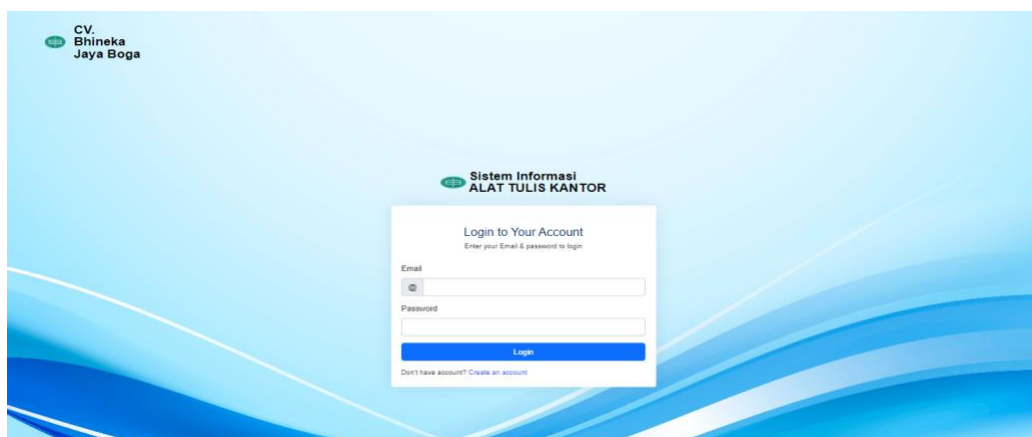 CV.
Bhineka
Jaya Boga
Sistem Informasi
ALAT TULIS KANTOR
Login to Your Account
Enter your Email & password to login
Email
@
Password
Login
Don't have account? Create an account